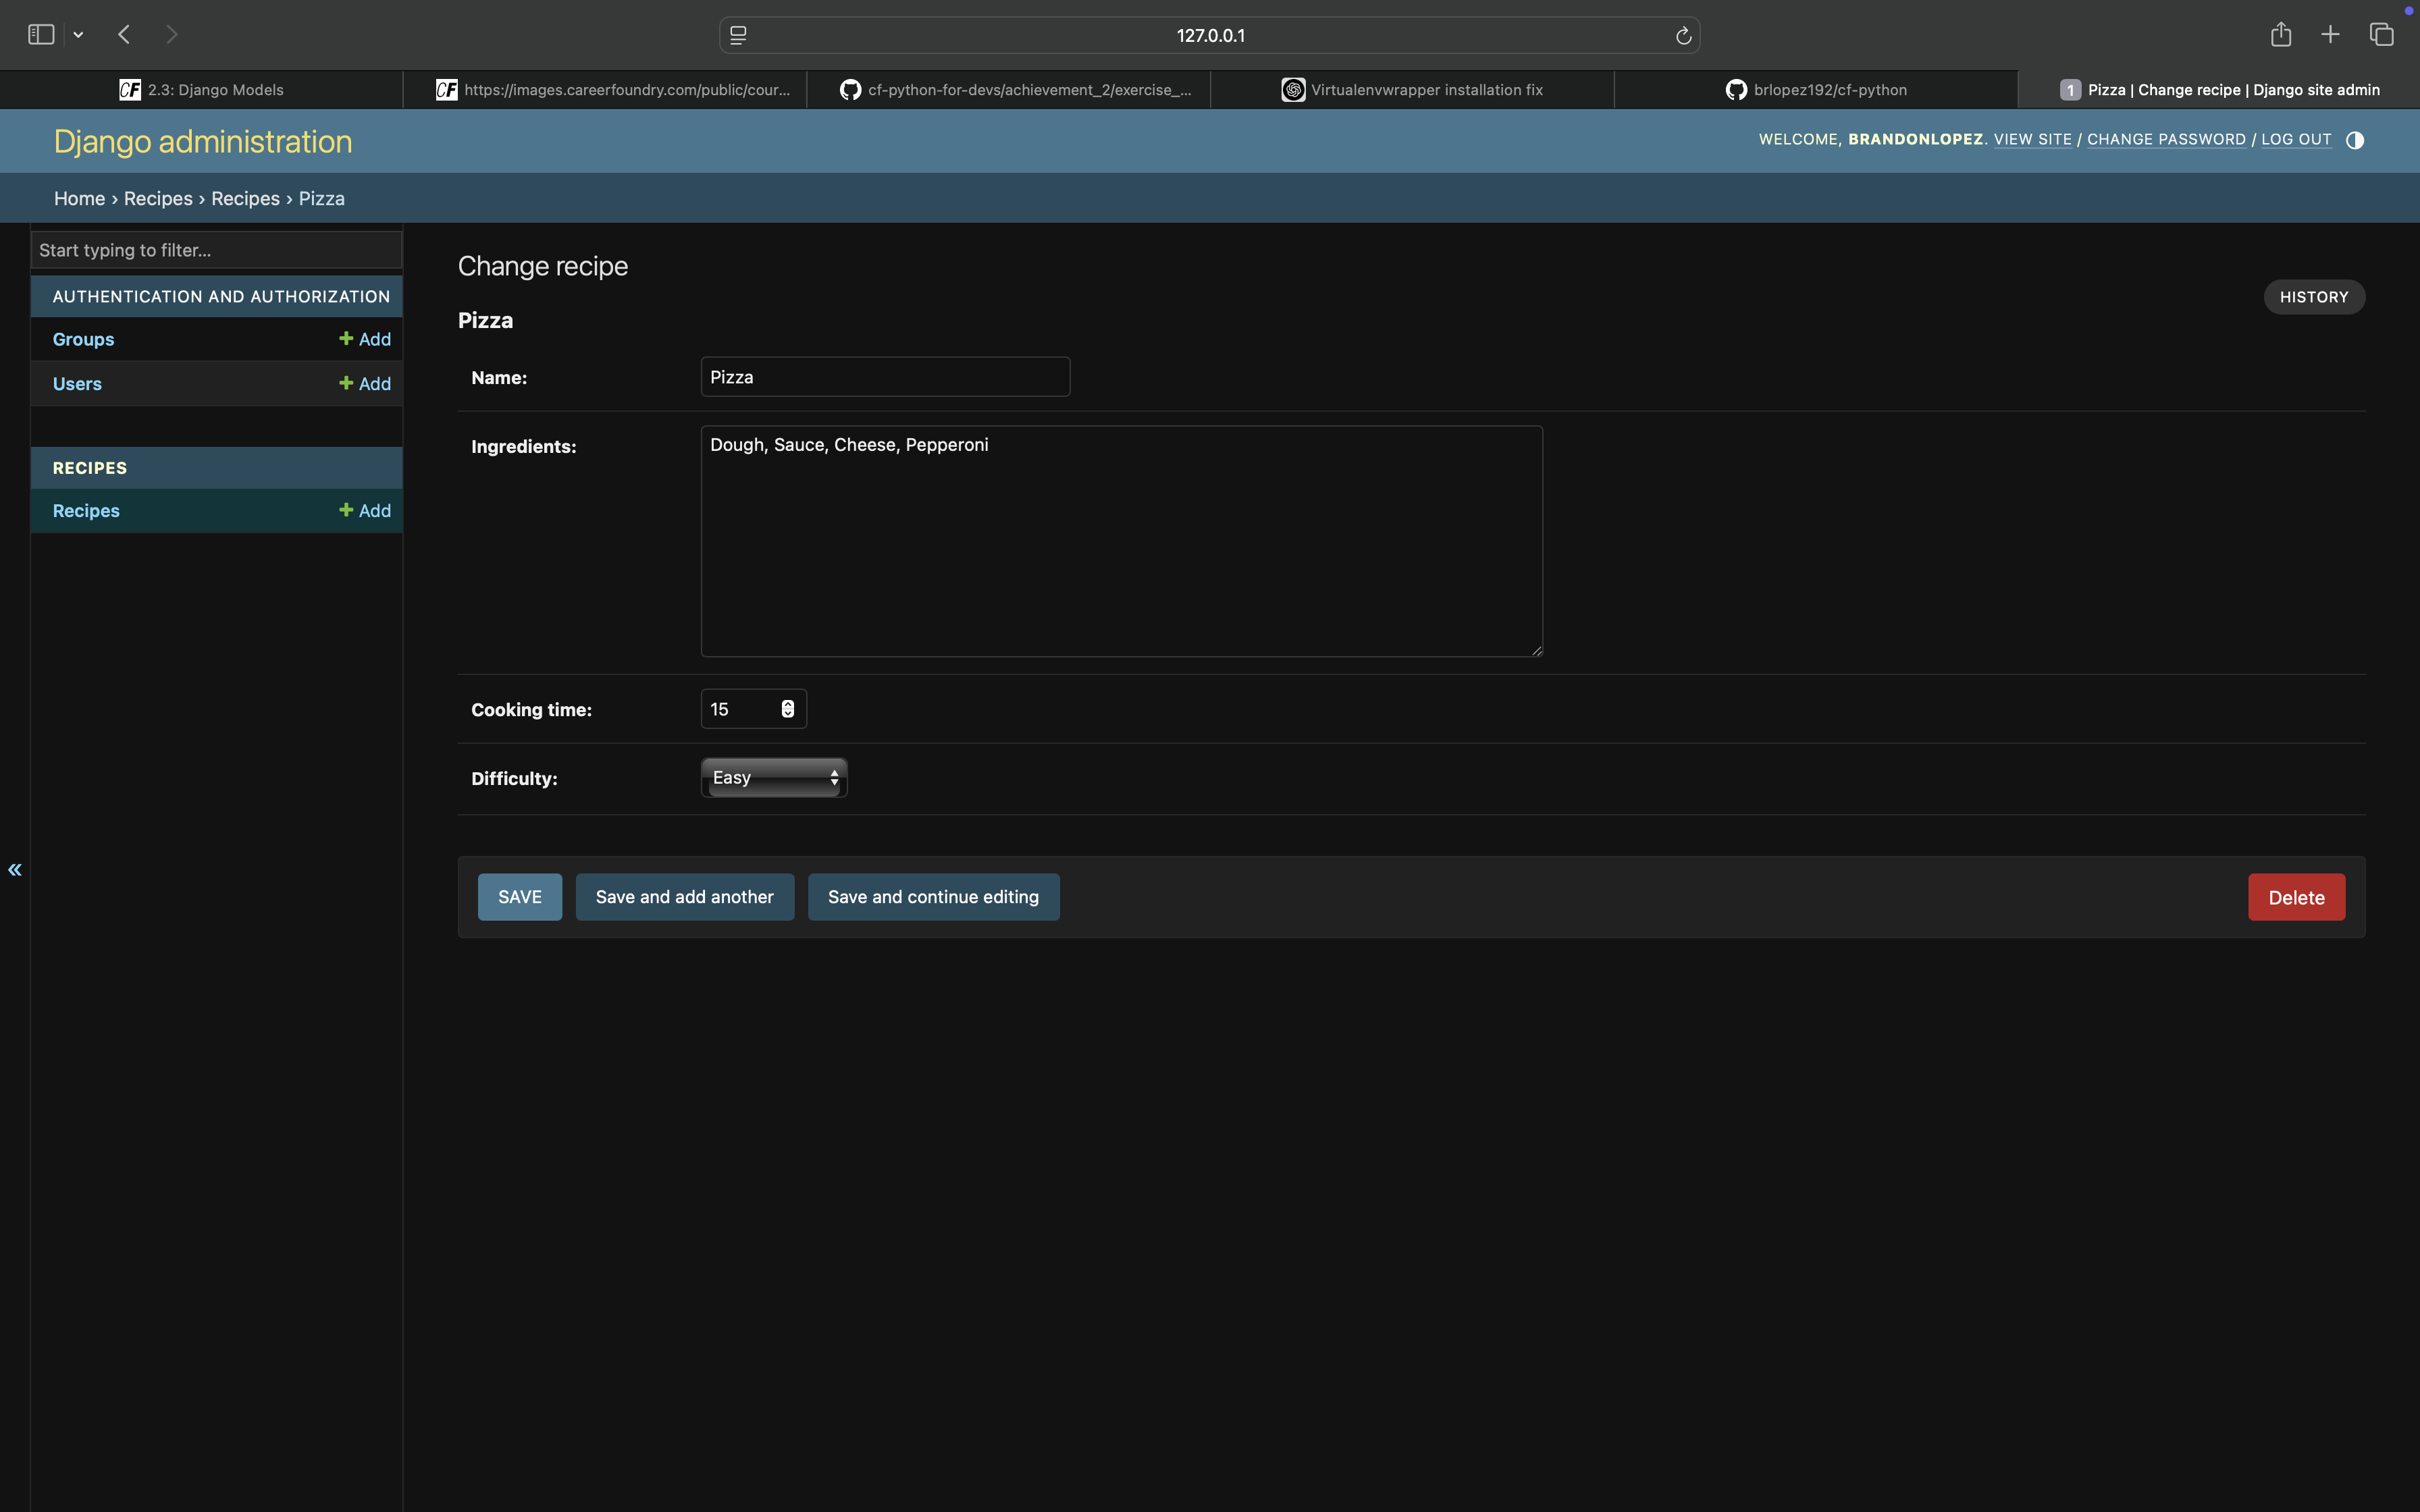 127.0.0.1
CF 2.3: Django Models
CF https://images.careerfoundry.com/public/cour...
cf-python-for-devs/achievement_2/exercise_...
Virtualenvwrapper installation fix
brlopez192/cf-python
1 Pizza | Change recipe | Django site admin
Django administration
WELCOME, BRANDONLOPEZ. VIEW SITE / CHANGE PASSWORD / LOG OUT
Home › Recipes › Recipes › Pizza
Start typing to filter...
AUTHENTICATION AND AUTHORIZATION
Groups + Add
Users + Add
RECIPES
Recipes + Add
«
Change recipe
HISTORY
Pizza
Name: Pizza
Ingredients: Dough, Sauce, Cheese, Pepperoni
Cooking time: 15
Difficulty: Easy
SAVE Save and add another Save and continue editing Delete